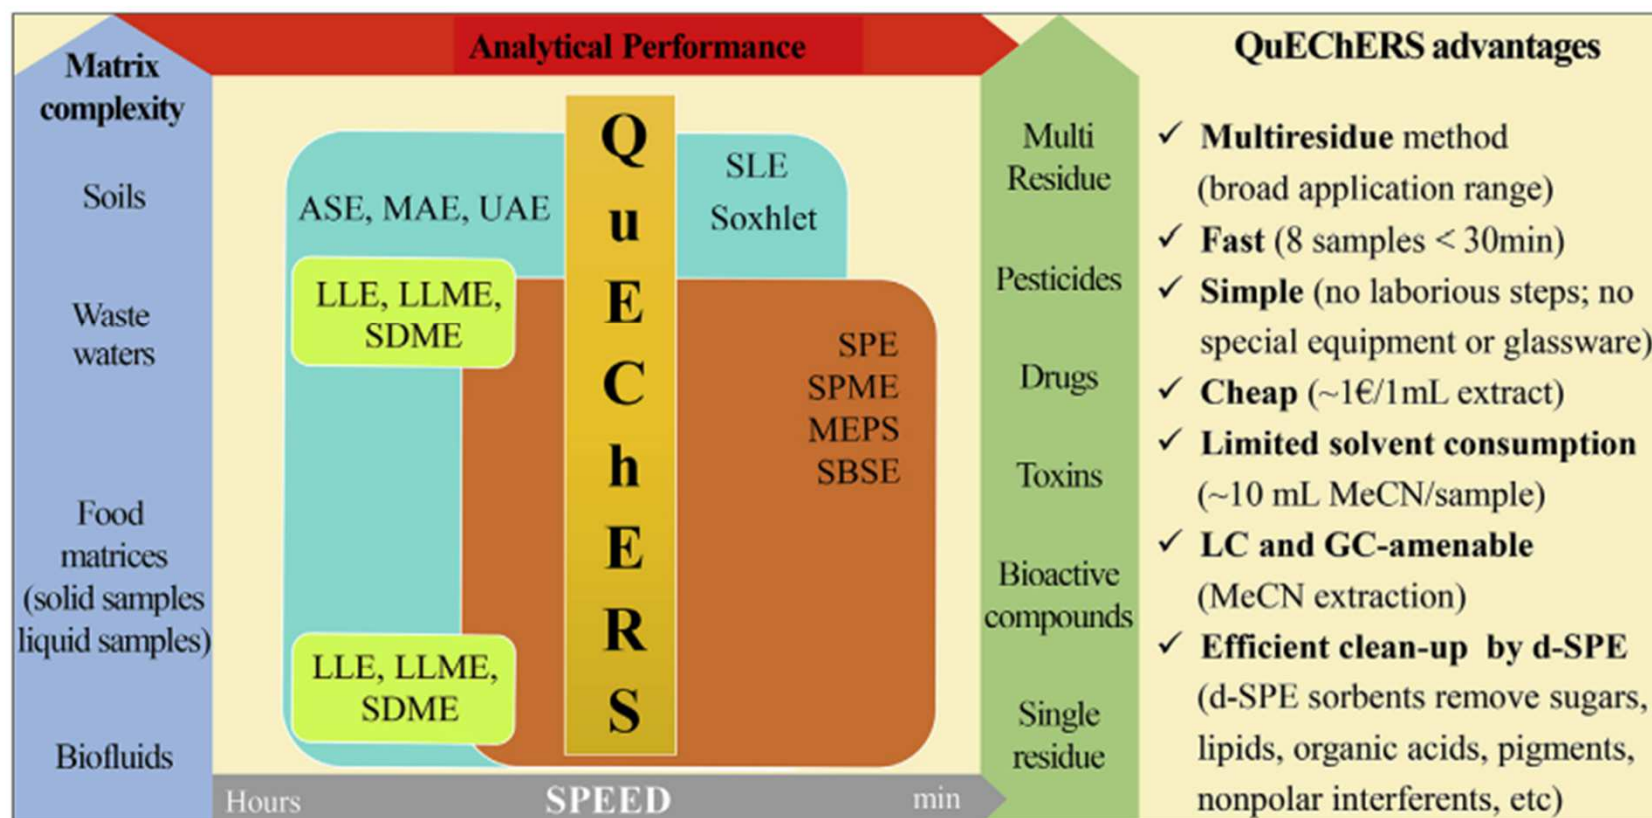 Matrix
complexity
Soils
Waste
waters
Food
matrices
(solid samples
liquid samples)
Biofluids
Analytical Performance
ASE, MAE, UAE
LLE, LLME,
SDME
LLE, LLME,
SDME
Q
u
E
C
h
E
R
S
SLE
Soxhlet
SPE
SPME
MEPS
SBSE
Hours
SPEED
min
Multi
Residue
Pesticides
Drugs
Toxins
Bioactive
compounds
Single
residue
QuEChERS advantages
✓ Multiresidue method
(broad application range)
✓ Fast (8 samples < 30min)
✓ Simple (no laborious steps; no
special equipment or glassware)
✓ Cheap (~1€/1mL extract)
✓ Limited solvent consumption
(~10 mL MeCN/sample)
✓ LC and GC-amenable
(MeCN extraction)
✓ Efficient clean-up by d-SPE
(d-SPE sorbents remove sugars,
lipids, organic acids, pigments,
nonpolar interferents, etc)